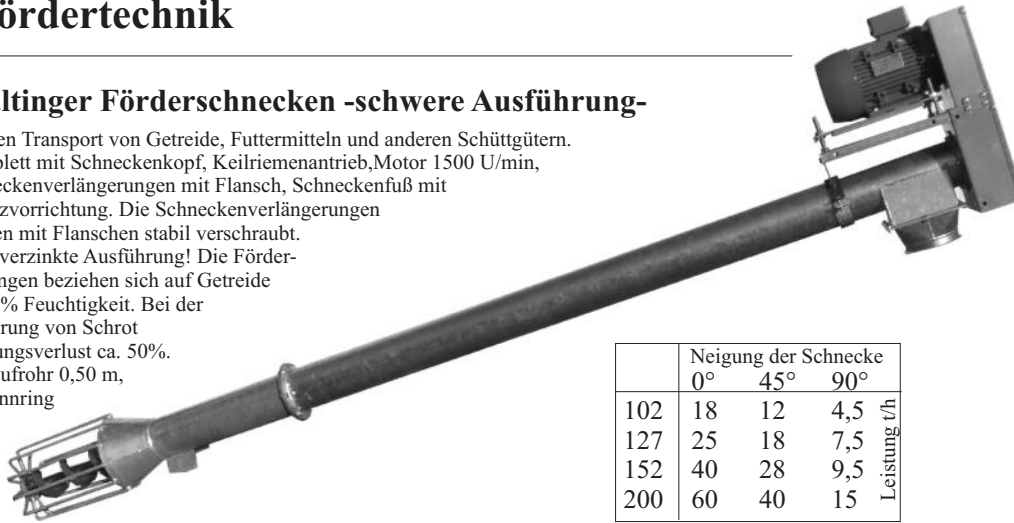 ördertechnik
ltinger Förderschnecken -schwere Ausführung-
en Transport von Getreide, Futtermitteln und anderen Schüttgütern.
plett mit Schneckenkopf, Keilriemenantrieb,Motor 1500 U/min,
eckenverlängerungen mit Flansch, Schneckenfuß mit
zvorrichtung. Die Schneckenverlängerungen
en mit Flanschen stabil verschraubt.
verzinkte Ausführung! Die Förder-
ngen beziehen sich auf Getreide
% Feuchtigkeit. Bei der
rung von Schrot
ungsverlust ca. 50%.
ufrohr 0,50 m,
nnring
Neigung der Schnecke
0° 45° 90°
102 18 12 4,5
127 25 18 7,5
152 40 28 9,5
200 60 40 15
Leistung t/h